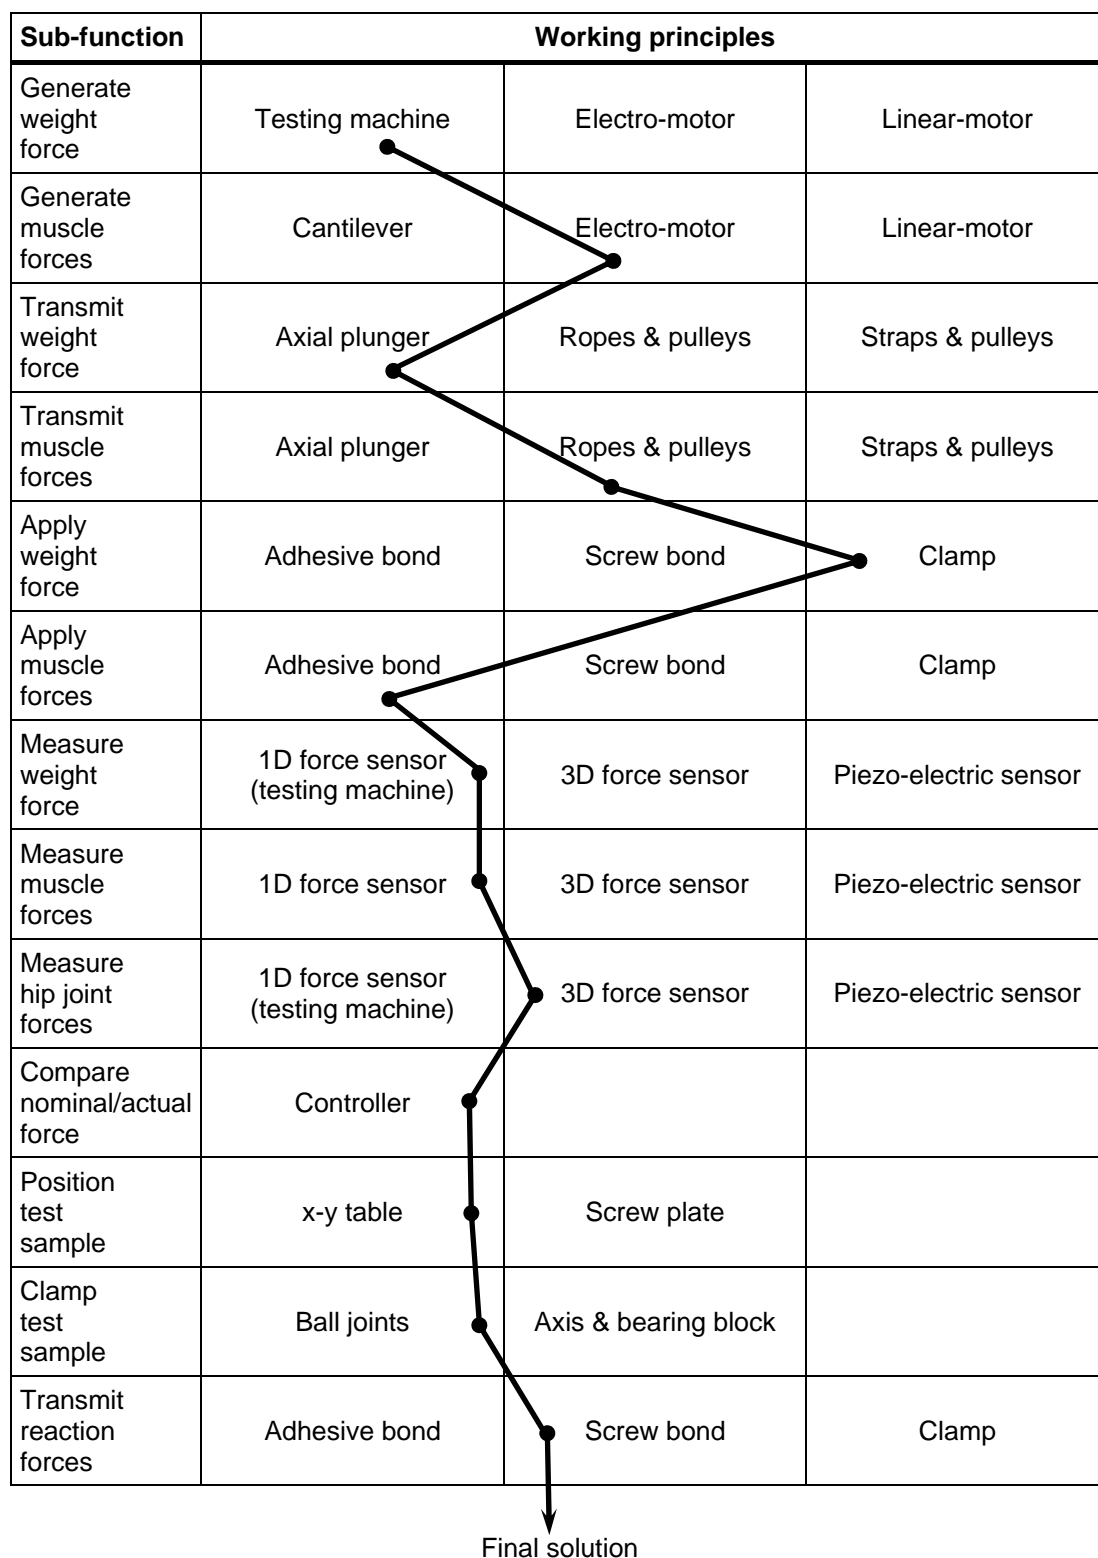 Sub-function
Working principles
Generate
weight
force
Testing machine
Electro-motor
Linear-motor
Generate
muscle
forces
Cantilever
Electro-motor
Linear-motor
Transmit
weight
force
Axial plunger
Ropes & pulleys
Straps & pulleys
Transmit
muscle
forces
Axial plunger
Ropes & pulleys
Straps & pulleys
Apply
weight
force
Adhesive bond
Screw bond
Clamp
Apply
muscle
forces
Adhesive bond
Screw bond
Clamp
Measure
weight
force
1D force sensor
(testing machine)
3D force sensor
Piezo-electric sensor
Measure
muscle
forces
1D force sensor
3D force sensor
Piezo-electric sensor
Measure
hip joint
forces
1D force sensor
(testing machine)
3D force sensor
Piezo-electric sensor
Compare
nominal/actual
force
Controller
Position
test
sample
x-y table
Screw plate
Clamp
test
sample
Ball joints
Axis & bearing block
Transmit
reaction
forces
Adhesive bond
Screw bond
Clamp
Final solution